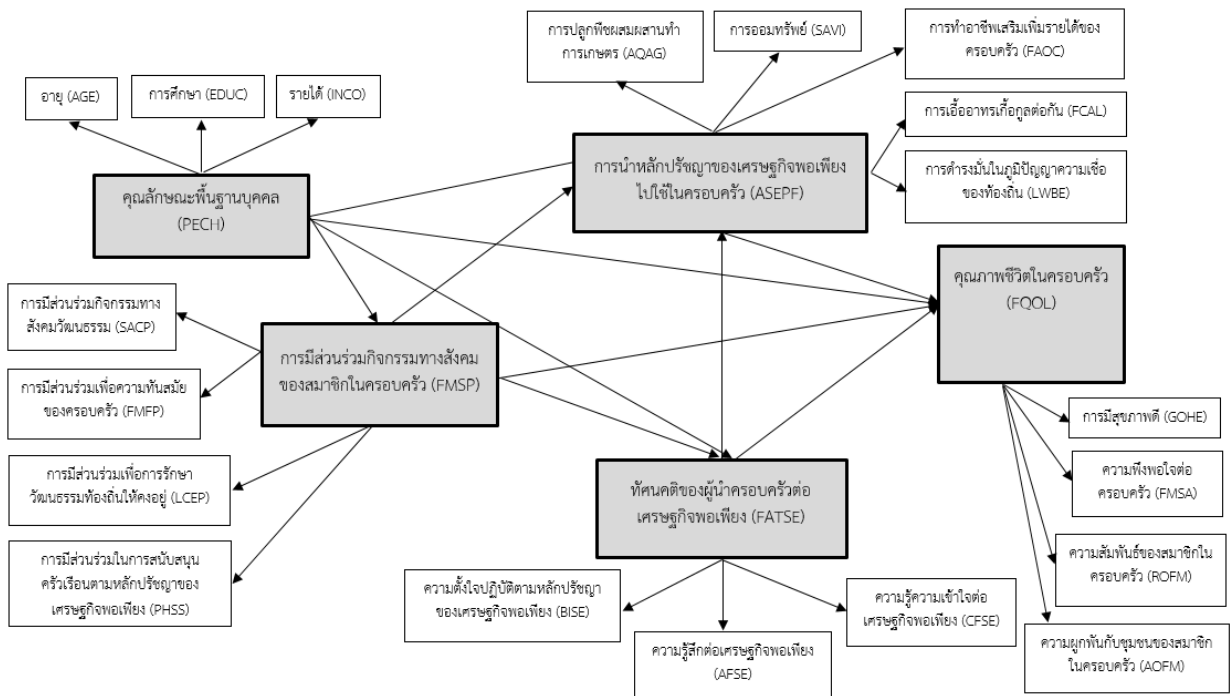 การปลูกพืชผสมผสานทำ
การเกษตร (AQAG)
การออมทรัพย์ (SAVI)
การทำอาชีพเสริมเพิ่มรายได้ของ
ครอบครัว (FAOC)
อายุ (AGE)
การศึกษา (EDUC)
รายได้ (INCO)
การเอื้ออาทรเกื้อกูลต่อกัน (FCAL)
การนำหลักปรัชญาของเศรษฐกิจพอเพียง
ไปใช้ในครอบครัว (ASEPF)
การดำรงมั่นในภูมิปัญญาความเชื่อ
ของท้องถิ่น (LWBE)
คุณลักษณะพื้นฐานบุคคล
(PECH)
คุณภาพชีวิตในครอบครัว
(FQOL)
การมีส่วนร่วมกิจกรรมทาง
สังคมวัฒนธรรม (SACP)
การมีส่วนร่วมกิจกรรมทางสังคม
ของสมาชิกในครอบครัว (FMSP)
การมีส่วนร่วมเพื่อความทันสมัย
ของครอบครัว (FMFP)
การมีส่วนร่วมเพื่อการรักษา
วัฒนธรรมท้องถิ่นให้คงอยู่ (LCEP)
การมีส่วนร่วมในการสนับสนุน
ครัวเรือนตามหลักปรัชญาของ
เศรษฐกิจพอเพียง (PHSS)
ทัศนคติของผู้นำครอบครัวต่อ
เศรษฐกิจพอเพียง (FATSE)
การมีสุขภาพดี (GOHE)
ความพึงพอใจต่อ
ครอบครัว (FMSA)
ความสัมพันธ์ของสมาชิกใน
ครอบครัว (ROFM)
ความผูกพันกับชุมชนของสมาชิก
ในครอบครัว (AOFM)
ความตั้งใจปฏิบัติตามหลักปรัชญา
ของเศรษฐกิจพอเพียง (BISE)
ความรู้สึกต่อเศรษฐกิจพอเพียง
(AFSE)
ความรู้ความเข้าใจต่อ
เศรษฐกิจพอเพียง (CFSE)